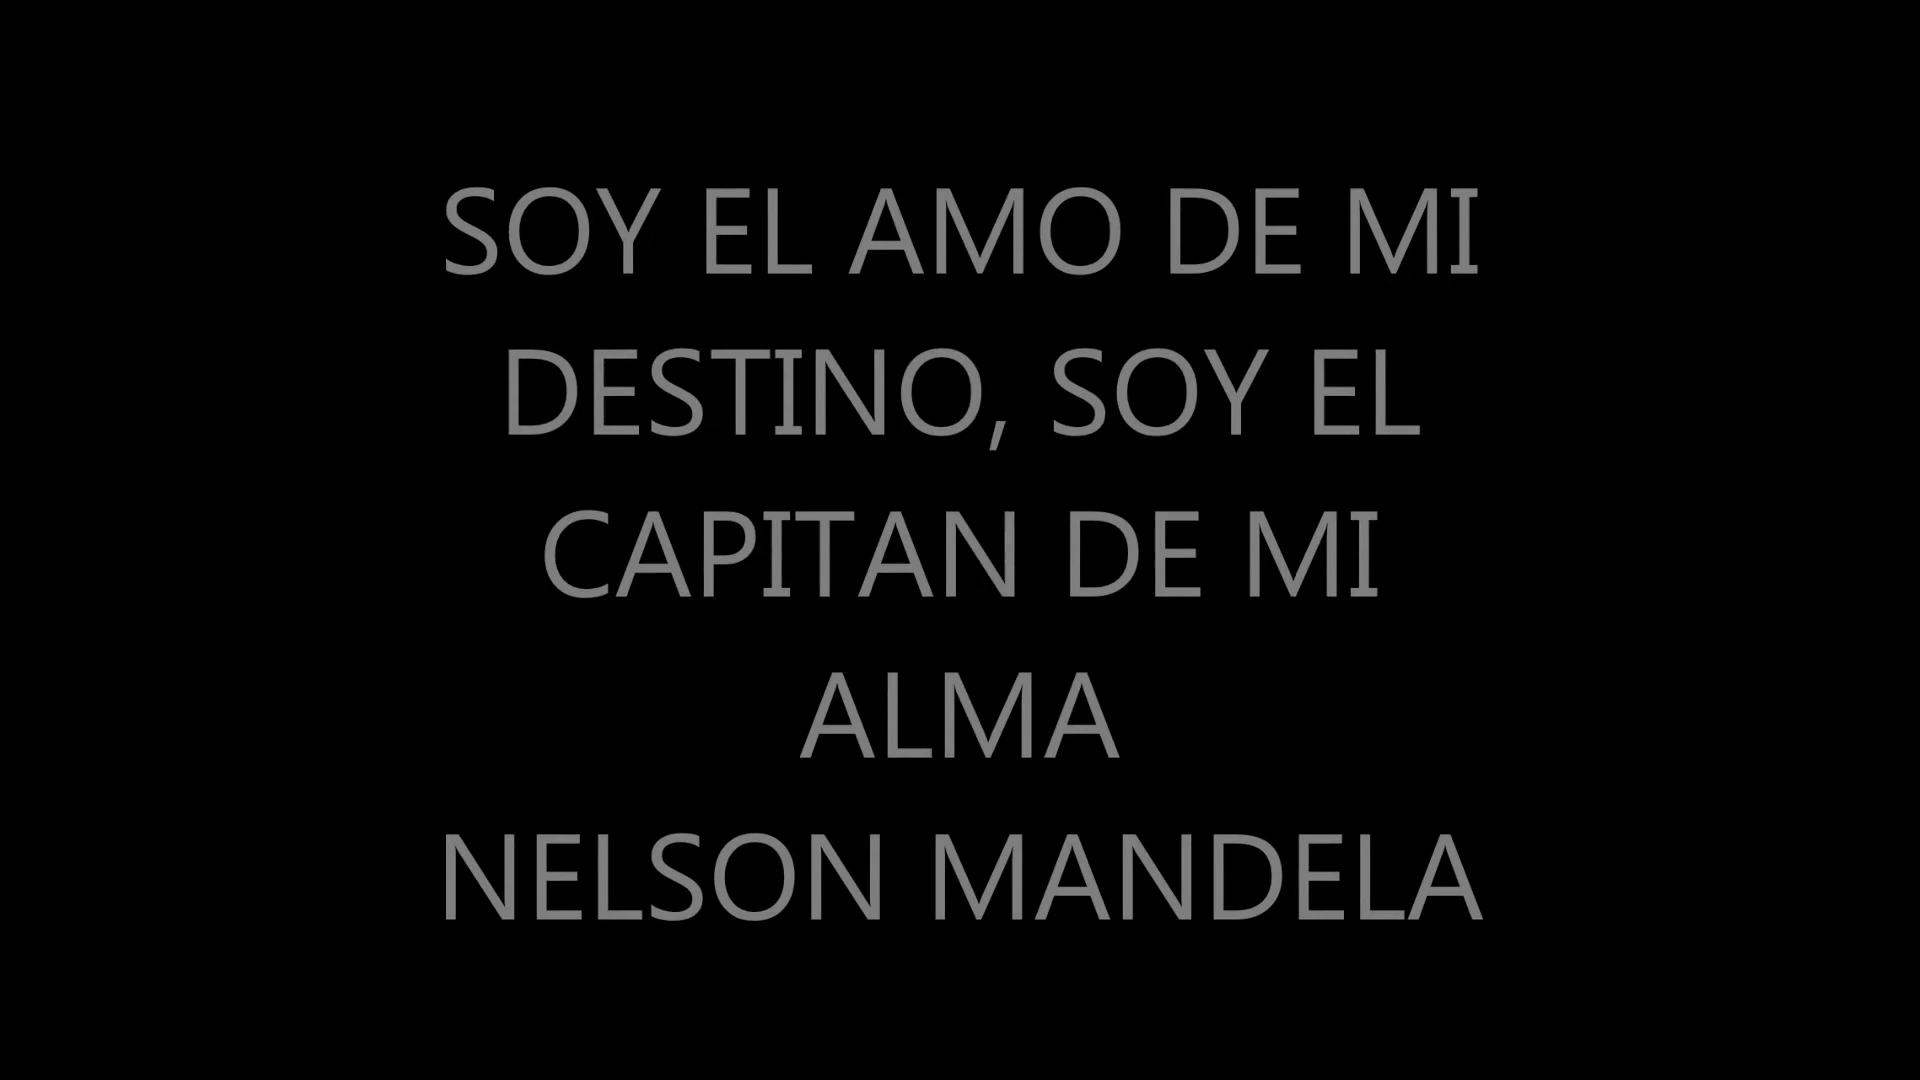 SOY EL AMO DE MI
DESTINO, SOY EL
CAPITAN DE MI
ALMA
NELSON MANDELA